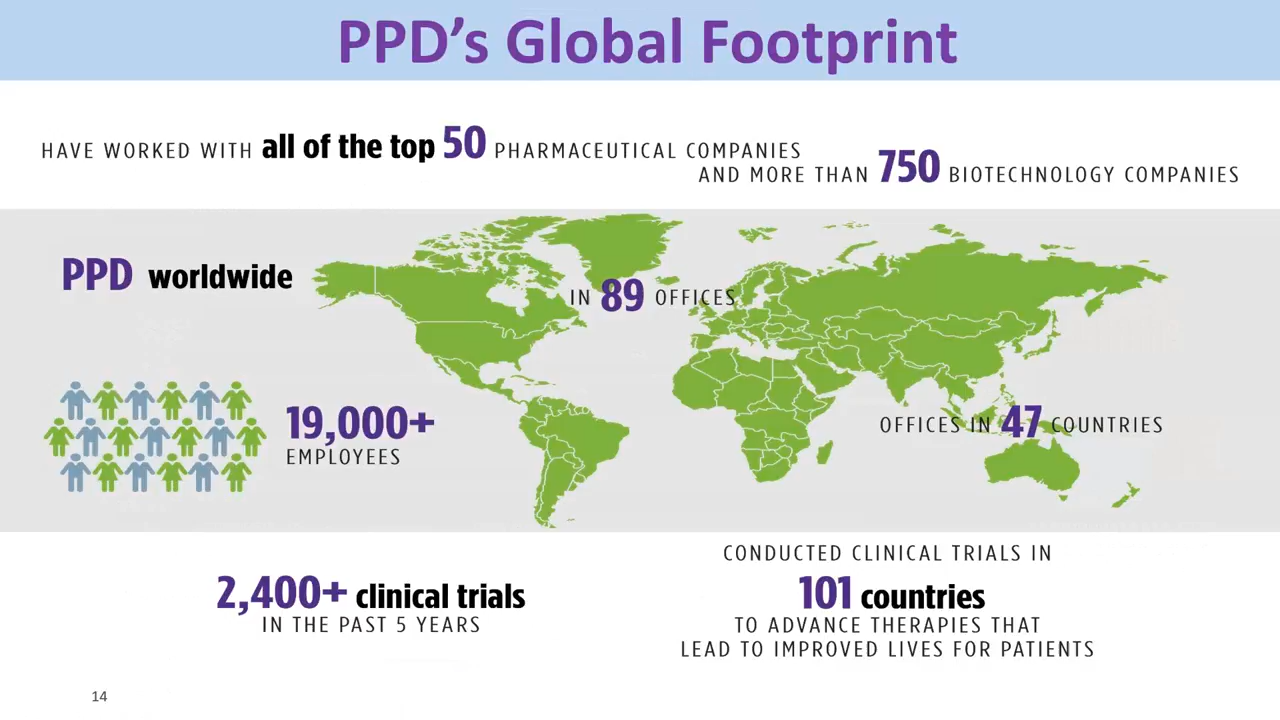 PPD's Global Footprint
HAVE WORKED WITH all of the top 50 PHARMACEUTICAL COMPANIES
AND MORE THAN 750 BIOTECHNOLOGY COMPANIES
PPD worldwide
IN 89 OFFICES
19,000+
EMPLOYEES
OFFICES IN 47 COUNTRIES
2,400+ clinical trials
IN THE PAST 5 YEARS
CONDUCTED CLINICAL TRIALS IN
101 countries
TO ADVANCE THERAPIES THAT
LEAD TO IMPROVED LIVES FOR PATIENTS
14